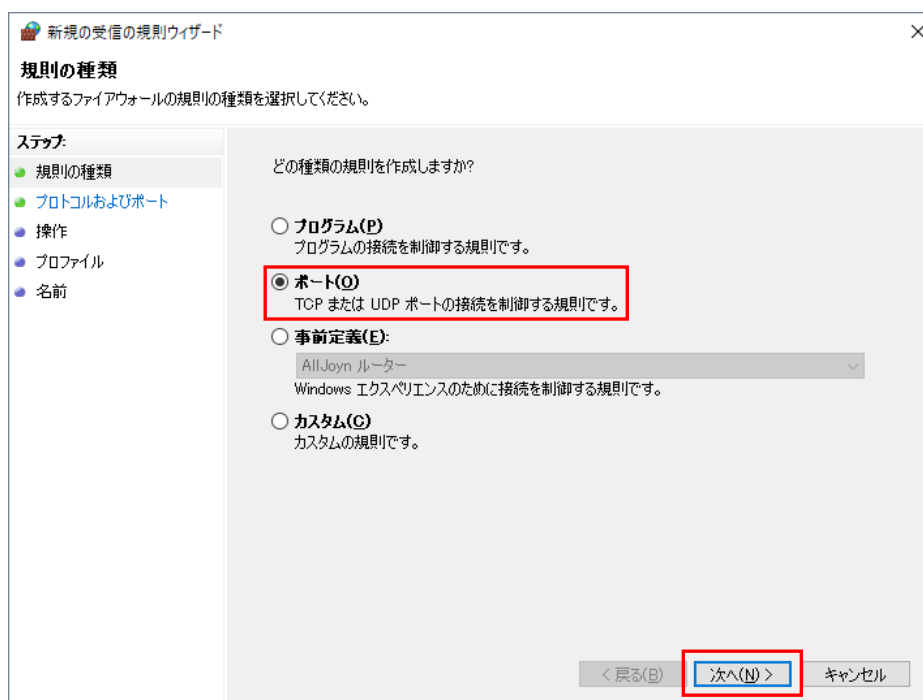 新規の受信の規則ウィザード
規則の種類
作成するファイアウォールの規則の種類を選択してください。
ステップ:
規則の種類
プロトコルおよびポート
操作
プロファイル
名前
どの種類の規則を作成しますか?
プログラム(P)
プログラムの接続を制御する規則です。
ポート(O)
TCP または UDP ポートの接続を制御する規則です。
事前定義(E):
AllJoyn ルーター
Windows エクスペリエンスのために接続を制御する規則です。
カスタム(C)
カスタムの規則です。
< 戻る(B)
次へ(N) >
キャンセル